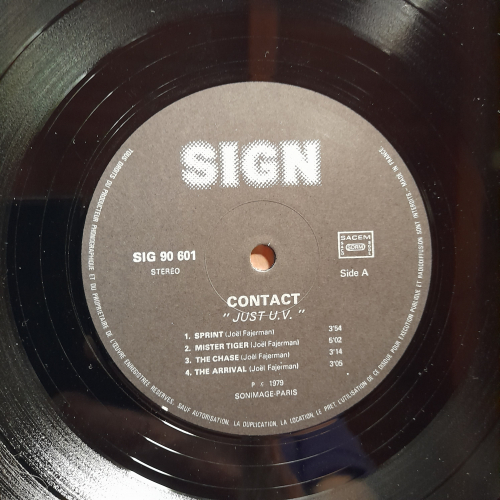 SIGN
SIG 90 601
STEREO
SACEM
SDRM
Side A
CONTACT
" JUST U.V. "
1. SPRINT (Joël Fajerman) 3'54
2. MISTER TIGER (Joël Fajerman) 5'02
3. THE CHASE (Joël Fajerman) 3'14
4. THE ARRIVAL (Joël Fajerman) 3'05
P C 1979
SONIMAGE-PARIS
TOUS DROITS DU PRODUCTEUR PHONOGRAPHIQUE ET DU PROPRIETAIRE DE L'ŒUVRE ENREGISTREE RESERVES. SAUF AUTORISATION, LA DUPLICATION, LA LOCATION, LE PRET, L'UTILISATION DE CE DISQUE POUR EXECUTION PUBLIQUE ET RADIODIFFUSION SONT INTERDITS - MADE IN FRANCE